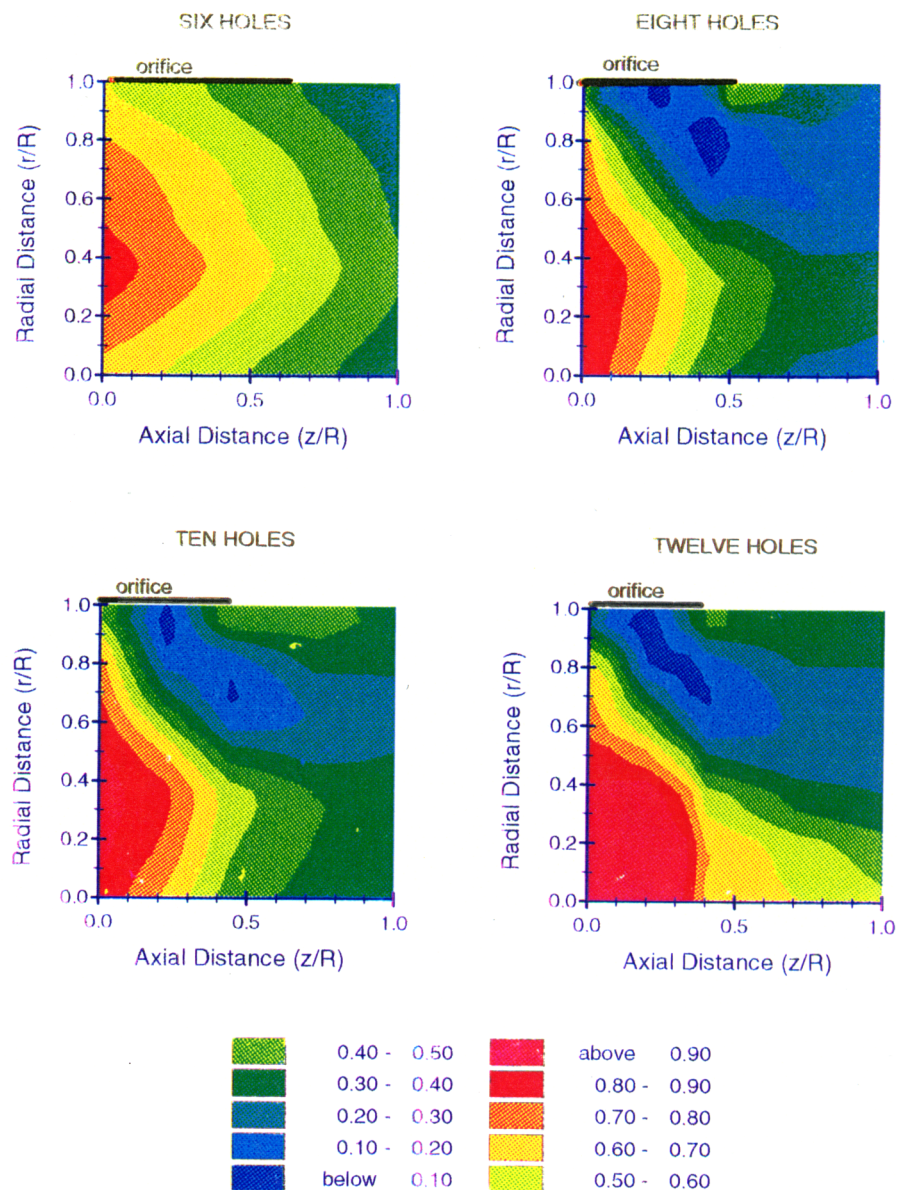 SIX HOLES
orifice
Radial Distance (r/R)
1.0
0.8
0.6
0.4
0.2
0.0
0.0 0.5 1.0
Axial Distance (z/R)
EIGHT HOLES
orifice
Radial Distance (r/R)
1.0
0.8
0.6
0.4
0.2
0.0
0.0 0.5 1.0
Axial Distance (z/R)
TEN HOLES
orifice
Radial Distance (r/R)
1.0
0.8
0.6
0.4
0.2
0.0
0.0 0.5 1.0
Axial Distance (z/R)
TWELVE HOLES
orifice
Radial Distance (r/R)
1.0
0.8
0.6
0.4
0.2
0.0
0.0 0.5 1.0
Axial Distance (z/R)
0.40 - 0.50
0.30 - 0.40
0.20 - 0.30
0.10 - 0.20
below 0.10
above 0.90
0.80 - 0.90
0.70 - 0.80
0.60 - 0.70
0.50 - 0.60